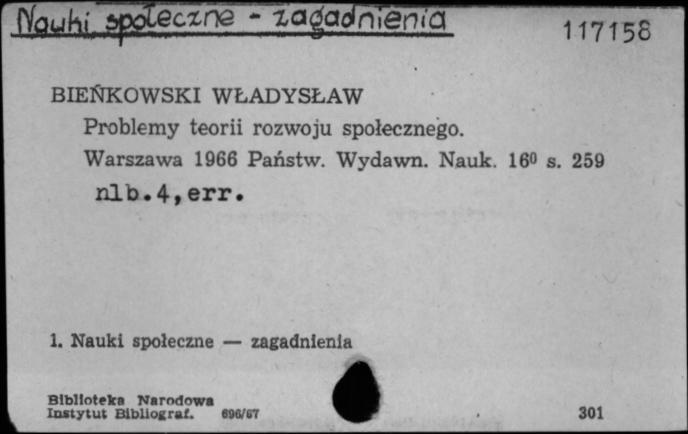 Nauki społeczne - zagadnienia
117158
BIEŃKOWSKI WŁADYSŁAW
Problemy teorii rozwoju społecznego.
Warszawa 1966 Państw. Wydawn. Nauk. 16⁰ s. 259
nlb.4,err.
1. Nauki społeczne — zagadnienia
Biblioteka Narodowa
Instytut Bibliograf. 696/67
301